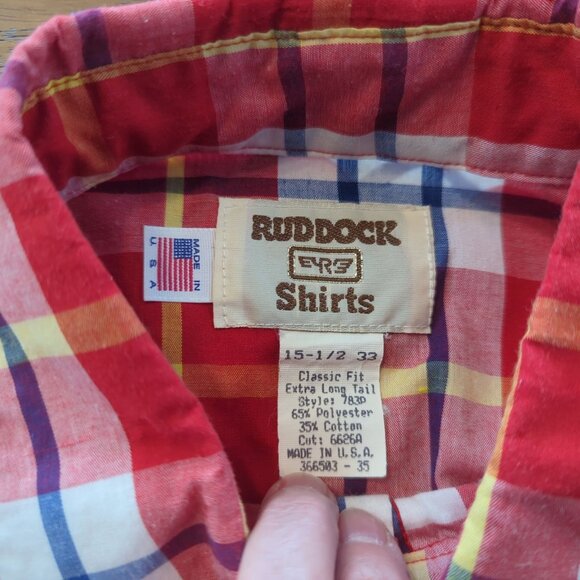 RUDDOCK
Shirts
MADE IN
U S A
15-1/2 33
Classic Fit
Extra Long Tail
Style: 783P
65% Polyester
35% Cotton
Cut: 6626A
MADE IN U.S.A.
366503 - 35